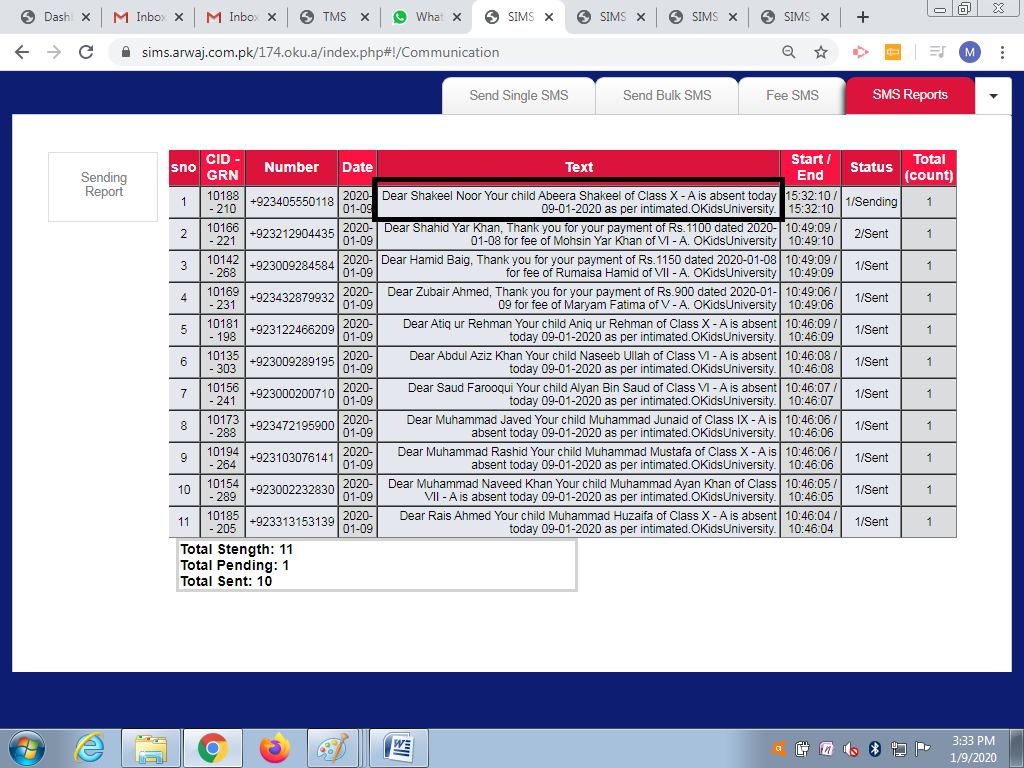 Dash
Inbox
Inbox
TMS
What
SIMS
SIMS
SIMS
SIMS
sims.arwaj.com.pk/174.oku.a/index.php#!/Communication
M
Send Single SMS
Send Bulk SMS
Fee SMS
SMS Reports
Sending
Report
sno CID - GRN Number Date Text Start / End Status Total (count)
1 10188 - 210 +923405550118 2020-01-09 Dear Shakeel Noor Your child Abeera Shakeel of Class X - A is absent today 09-01-2020 as per intimated.OKidsUniversity. 15:32:10 / 15:32:10 1/Sending 1
2 10166 - 221 +923212904435 2020-01-09 Dear Shahid Yar Khan, Thank you for your payment of Rs.1100 dated 2020-01-08 for fee of Mohsin Yar Khan of VI - A. OKidsUniversity 10:49:09 / 10:49:10 2/Sent 1
3 10142 - 268 +923009284584 2020-01-09 Dear Hamid Baig, Thank you for your payment of Rs.1150 dated 2020-01-08 for fee of Rumaisa Hamid of VII - A. OKidsUniversity 10:49:09 / 10:49:09 1/Sent 1
4 10169 - 231 +923432879932 2020-01-09 Dear Zubair Ahmed, Thank you for your payment of Rs.900 dated 2020-01-09 for fee of Maryam Fatima of V - A. OKidsUniversity 10:49:06 / 10:49:06 1/Sent 1
5 10181 - 198 +923122466209 2020-01-09 Dear Atiq ur Rehman Your child Aniq ur Rehman of Class X - A is absent today 09-01-2020 as per intimated.OKidsUniversity. 10:46:09 / 10:46:09 1/Sent 1
6 10135 - 303 +923009289195 2020-01-09 Dear Abdul Aziz Khan Your child Naseeb Ullah of Class VI - A is absent today 09-01-2020 as per intimated.OKidsUniversity. 10:46:08 / 10:46:08 1/Sent 1
7 10156 - 241 +923000200710 2020-01-09 Dear Saud Farooqui Your child Alyan Bin Saud of Class VI - A is absent today 09-01-2020 as per intimated.OKidsUniversity. 10:46:07 / 10:46:07 1/Sent 1
8 10173 - 288 +923472195900 2020-01-09 Dear Muhammad Javed Your child Muhammad Junaid of Class IX - A is absent today 09-01-2020 as per intimated.OKidsUniversity. 10:46:06 / 10:46:06 1/Sent 1
9 10194 - 264 +923103076141 2020-01-09 Dear Muhammad Rashid Your child Muhammad Mustafa of Class X - A is absent today 09-01-2020 as per intimated.OKidsUniversity. 10:46:06 / 10:46:06 1/Sent 1
10 10154 - 289 +923002232830 2020-01-09 Dear Muhammad Naveed Khan Your child Muhammad Ayan Khan of Class VII - A is absent today 09-01-2020 as per intimated.OKidsUniversity. 10:46:05 / 10:46:05 1/Sent 1
11 10185 - 205 +923313153139 2020-01-09 Dear Rais Ahmed Your child Muhammad Huzaifa of Class X - A is absent today 09-01-2020 as per intimated.OKidsUniversity. 10:46:04 / 10:46:04 1/Sent 1
Total Stength: 11
Total Pending: 1
Total Sent: 10
3:33 PM
1/9/2020